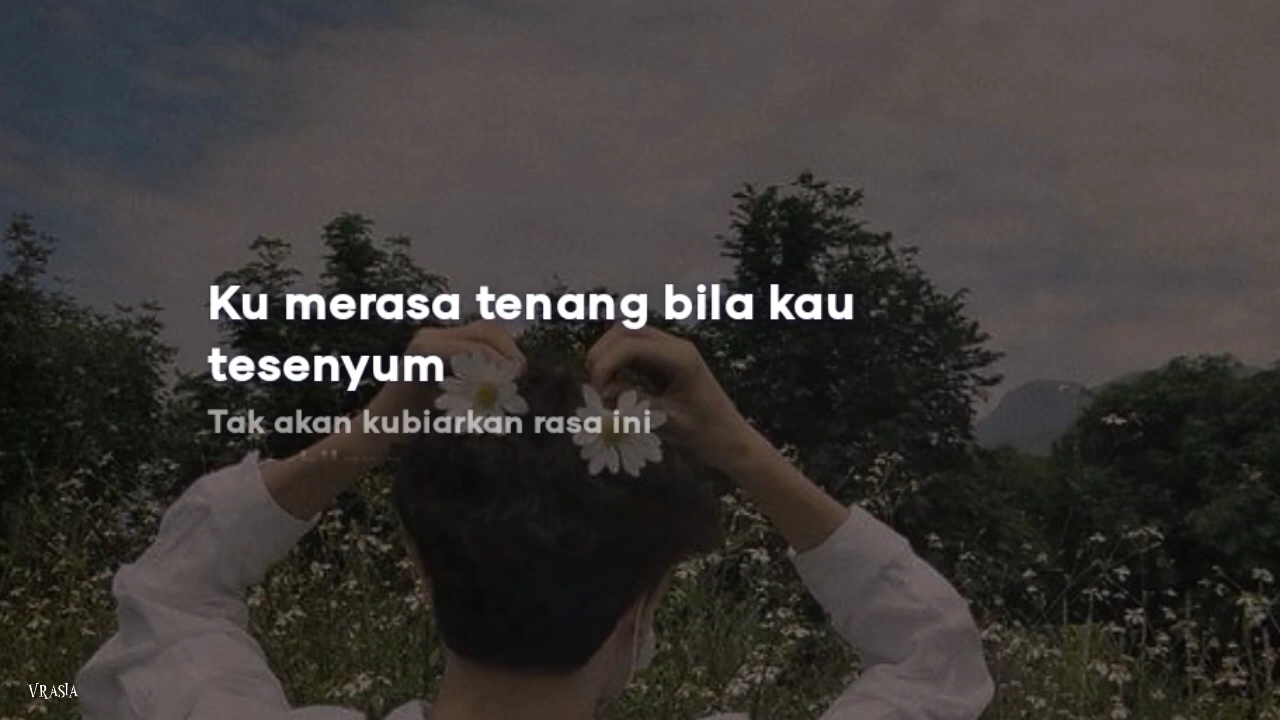 Ku merasa tenang bila kau
tesenyum
Tak akan kubiarkan rasa ini
VRASIA